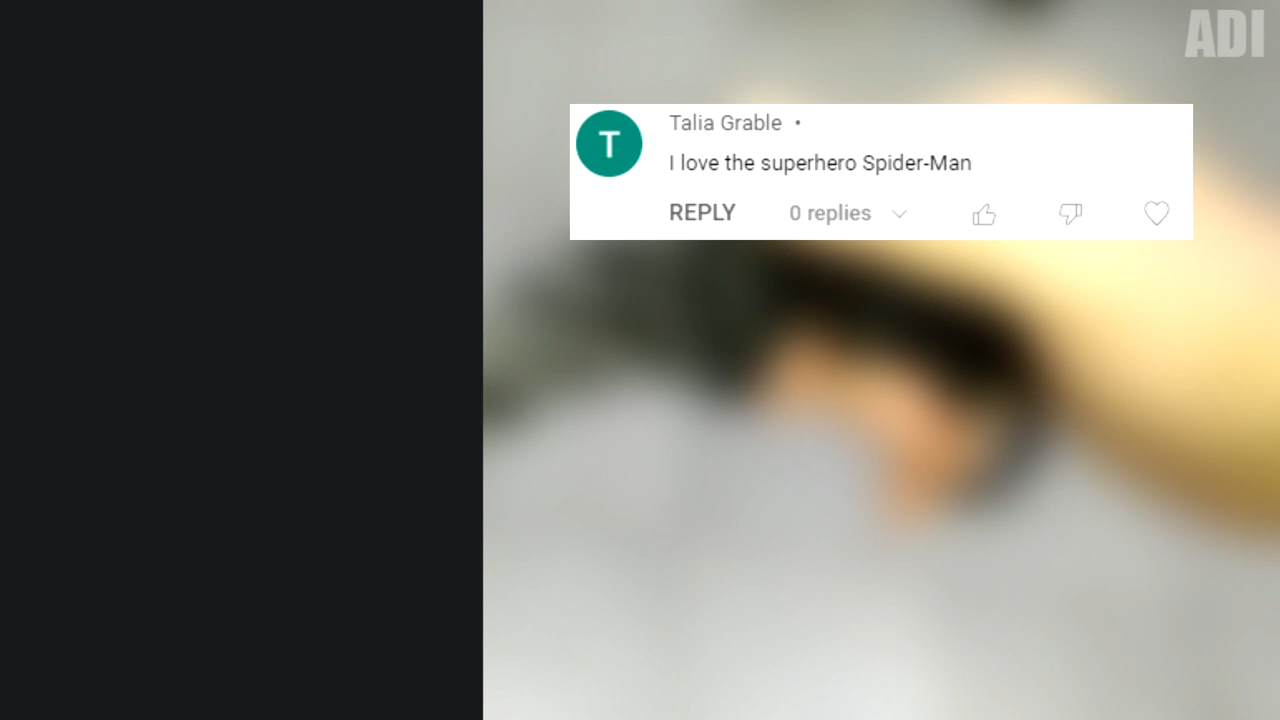 ADI
Talia Grable •
T
I love the superhero Spider-Man
REPLY 0 replies